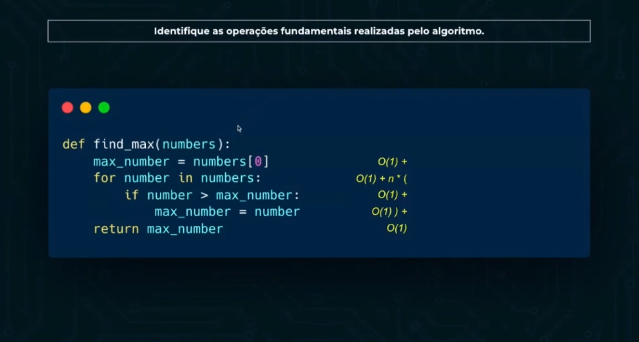 Identifique as operações fundamentais realizadas pelo algoritmo.
def find_max(numbers):
    max_number = numbers[0] O(1) +
    for number in numbers: O(1) + n * (
        if number > max_number: O(1) +
            max_number = number O(1) ) +
    return max_number O(1)